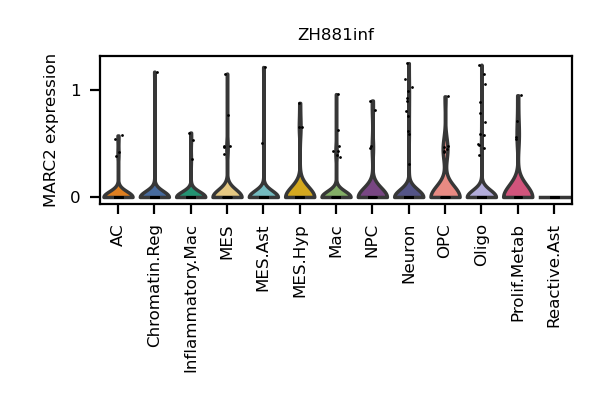 ZH881inf
MARC2 expression
1
0
AC
Chromatin.Reg
Inflammatory.Mac
MES
MES.Ast
MES.Hyp
Mac
NPC
Neuron
OPC
Oligo
Prolif.Metab
Reactive.Ast